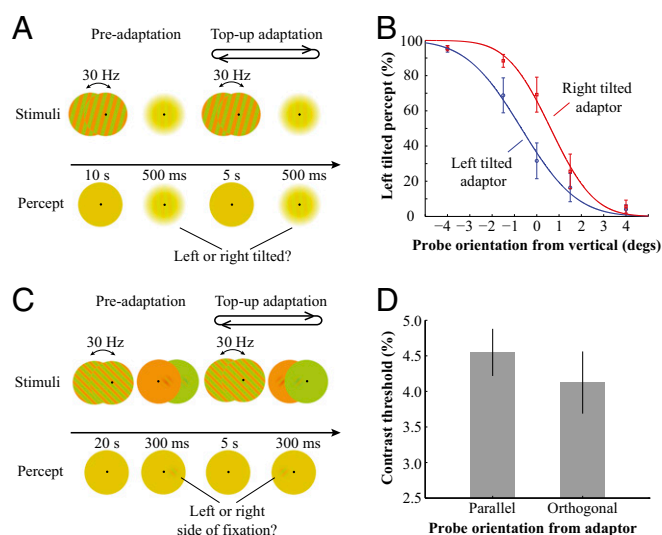 A
Pre-adaptation
Top-up adaptation
30 Hz
30 Hz
Stimuli
10 s
500 ms
5 s
500 ms
Percept
Left or right tilted?
B
Left tilted percept (%)
100
80
60
40
20
0
Right tilted
adaptor
Left tilted
adaptor
−4 −3 −2 −1 0 1 2 3 4 5
Probe orientation from vertical (degs)
C
Pre-adaptation
Top-up adaptation
30 Hz
30 Hz
Stimuli
20 s
300 ms
5 s
300 ms
Percept
Left or right
side of fixation?
D
Contrast threshold (%)
5.0
4.5
4.0
3.5
3.0
2.5
Parallel
Orthogonal
Probe orientation from adaptor